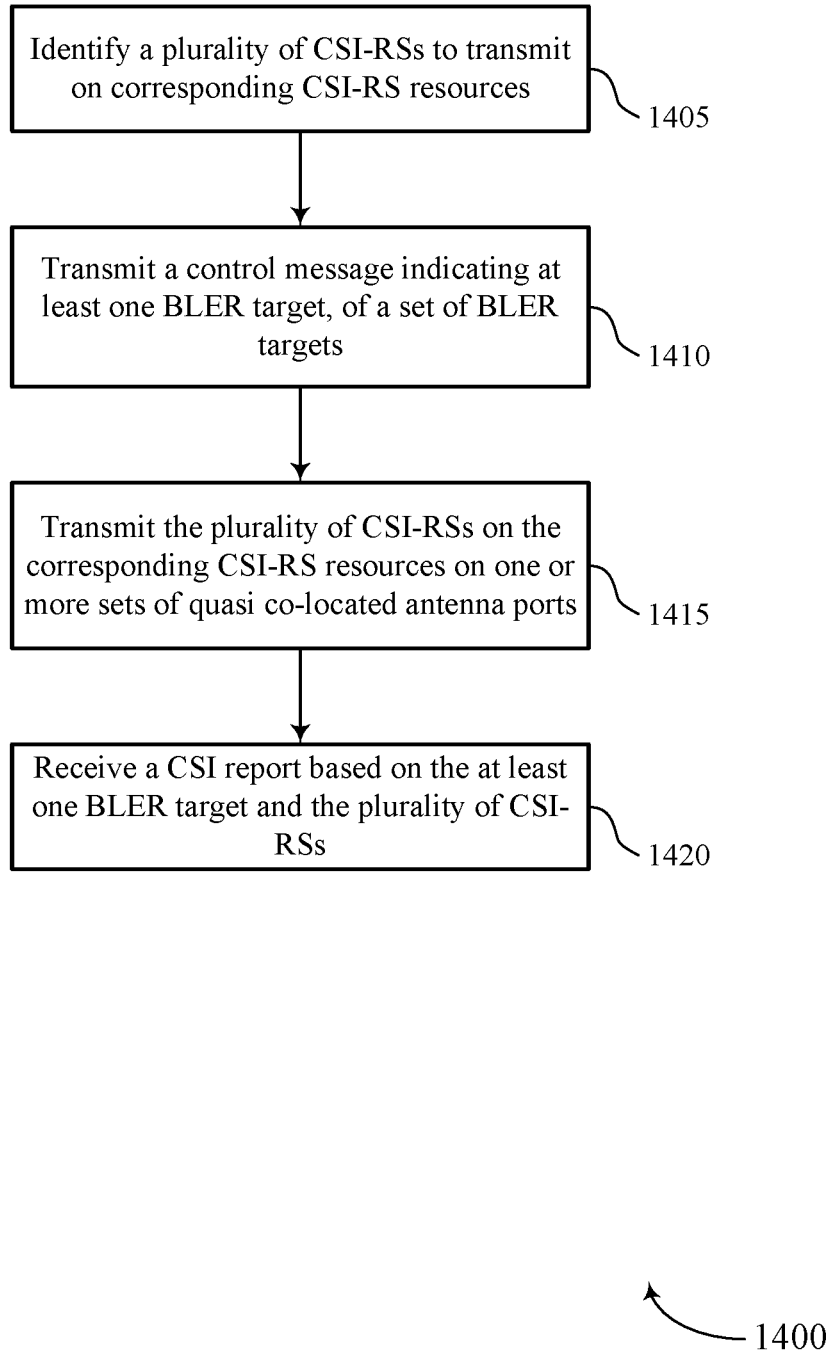 Identify a plurality of CSI-RSs to transmit
on corresponding CSI-RS resources
1405
Transmit a control message indicating at
least one BLER target, of a set of BLER
targets
1410
Transmit the plurality of CSI-RSs on the
corresponding CSI-RS resources on one or
more sets of quasi co-located antenna ports
1415
Receive a CSI report based on the at least
one BLER target and the plurality of CSI-
RSs
1420
1400